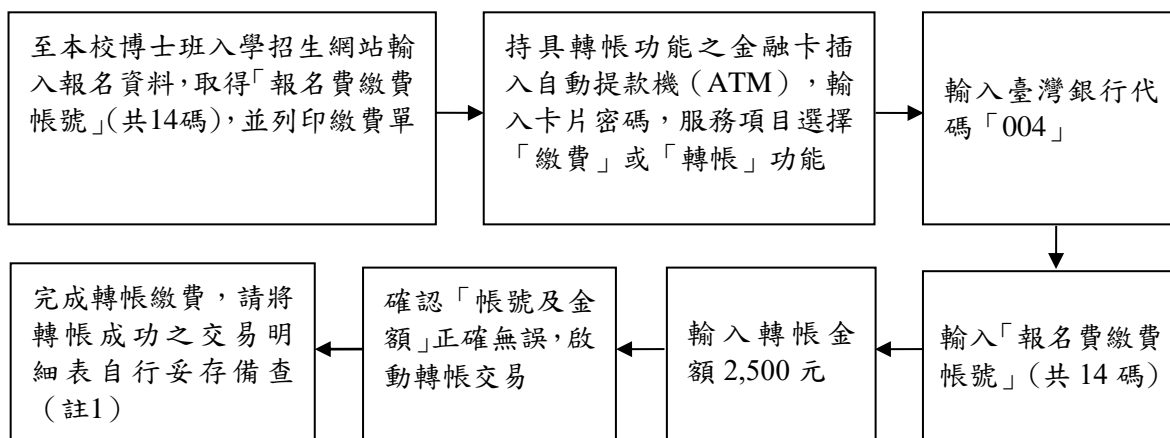 至本校博士班入學招生網站輸
入報名資料，取得「報名費繳費
帳號」（共14碼），並列印繳費單
持具轉帳功能之金融卡插
入自動提款機（ATM），輸
入卡片密碼，服務項目選擇
「繳費」或「轉帳」功能
輸入臺灣銀行代
碼「004」
輸入「報名費繳費
帳號」（共 14 碼）
輸入轉帳金
額 2,500 元
確認「帳號及金
額」正確無誤，啟
動轉帳交易
完成轉帳繳費，請將
轉帳成功之交易明
細表自行妥存備查
（註1）